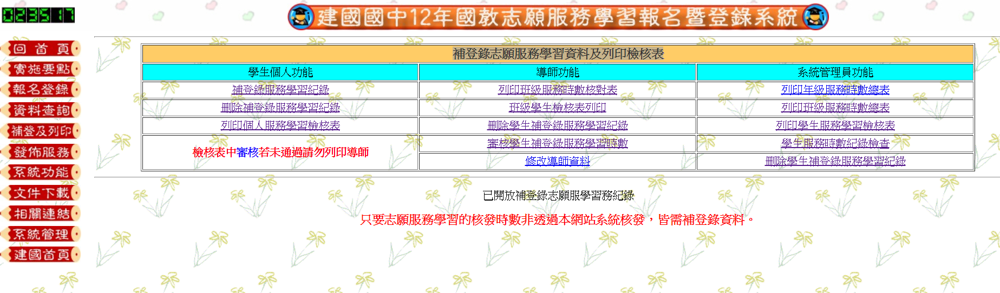 023517
建國國中12年國教志願服務學習報名暨登錄系統
回首頁
實施要點
報名登錄
資料查詢
補登及列印
發佈服務
系統功能
文件下載
相關連結
系統管理
建國首頁
補登錄志願服務學習資料及列印檢核表
學生個人功能 導師功能 系統管理員功能
補登錄服務學習紀錄 列印班級服務時數核對表 列印年級服務時數總表
刪除補登錄服務學習紀錄 班級學生檢核表列印 列印班級服務時數總表
列印個人服務學習檢核表 刪除學生補登錄服務學習紀錄 列印學生服務學習檢核表
檢核表中審核若未通過請勿列印導師 審核學生補登錄服務學習時數 學生服務時數紀錄檢查
修改導師資料 刪除學生補登錄服務學習紀錄
已開放補登錄志願服學習務紀錄
只要志願服務學習的核發時數非透過本網站系統核發，皆需補登錄資料。